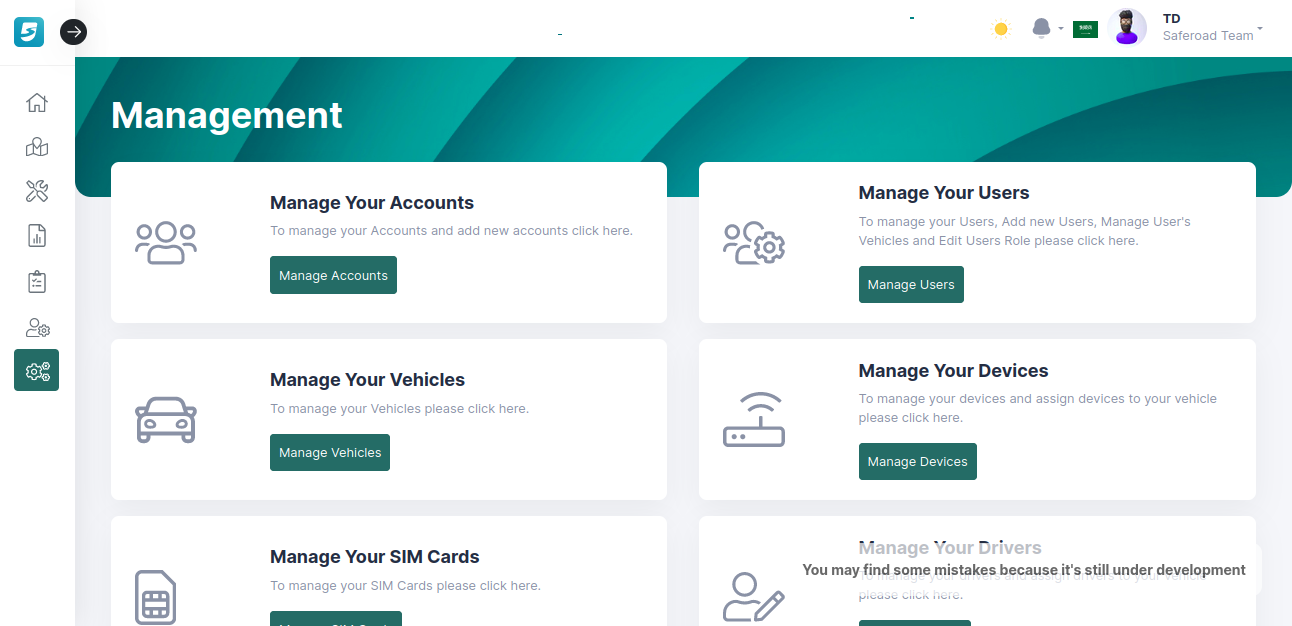 TD
Saferoad Team
Management
Manage Your Accounts
To manage your Accounts and add new accounts click here.
Manage Accounts
Manage Your Users
To manage your Users, Add new Users, Manage User's
Vehicles and Edit Users Role please click here.
Manage Users
Manage Your Vehicles
To manage your Vehicles please click here.
Manage Vehicles
Manage Your Devices
To manage your devices and assign devices to your vehicle
please click here.
Manage Devices
Manage Your SIM Cards
To manage your SIM Cards please click here.
Manage SIM Cards
Manage Your Drivers
To manage your drivers and assign drivers to your vehicle
please click here.
You may find some mistakes because it's still under development